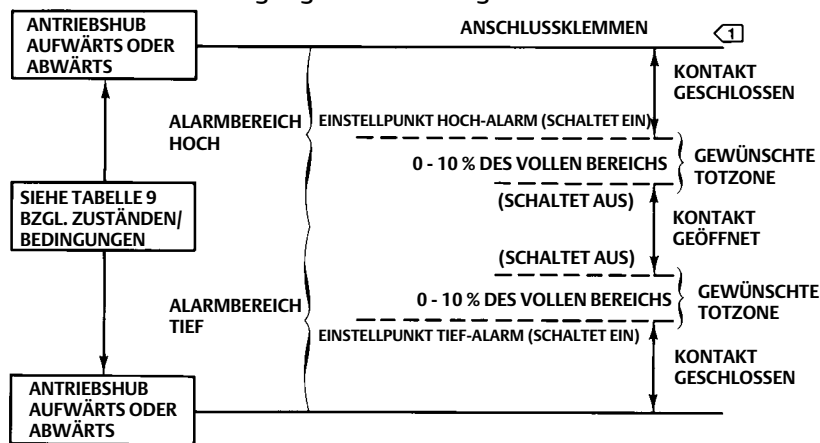 ANTRIEBSHUB
AUFWÄRTS ODER
ABWÄRTS
ANSCHLUSSKLEMMEN
1
KONTAKT
GESCHLOSSEN
ALARMBEREICH
HOCH
EINSTELLPUNKT HOCH-ALARM (SCHALTET EIN)
0 - 10 % DES VOLLEN BEREICHS
GEWÜNSCHTE
TOTZONE
(SCHALTET AUS)
SIEHE TABELLE 9
BZGL. ZUSTÄNDEN/
BEDINGUNGEN
KONTAKT
GEÖFFNET
(SCHALTET AUS)
ALARMBEREICH
TIEF
0 - 10 % DES VOLLEN BEREICHS
GEWÜNSCHTE
TOTZONE
EINSTELLPUNKT TIEF-ALARM (SCHALTET EIN)
KONTAKT
GESCHLOSSEN
ANTRIEBSHUB
AUFWÄRTS ODER
ABWÄRTS